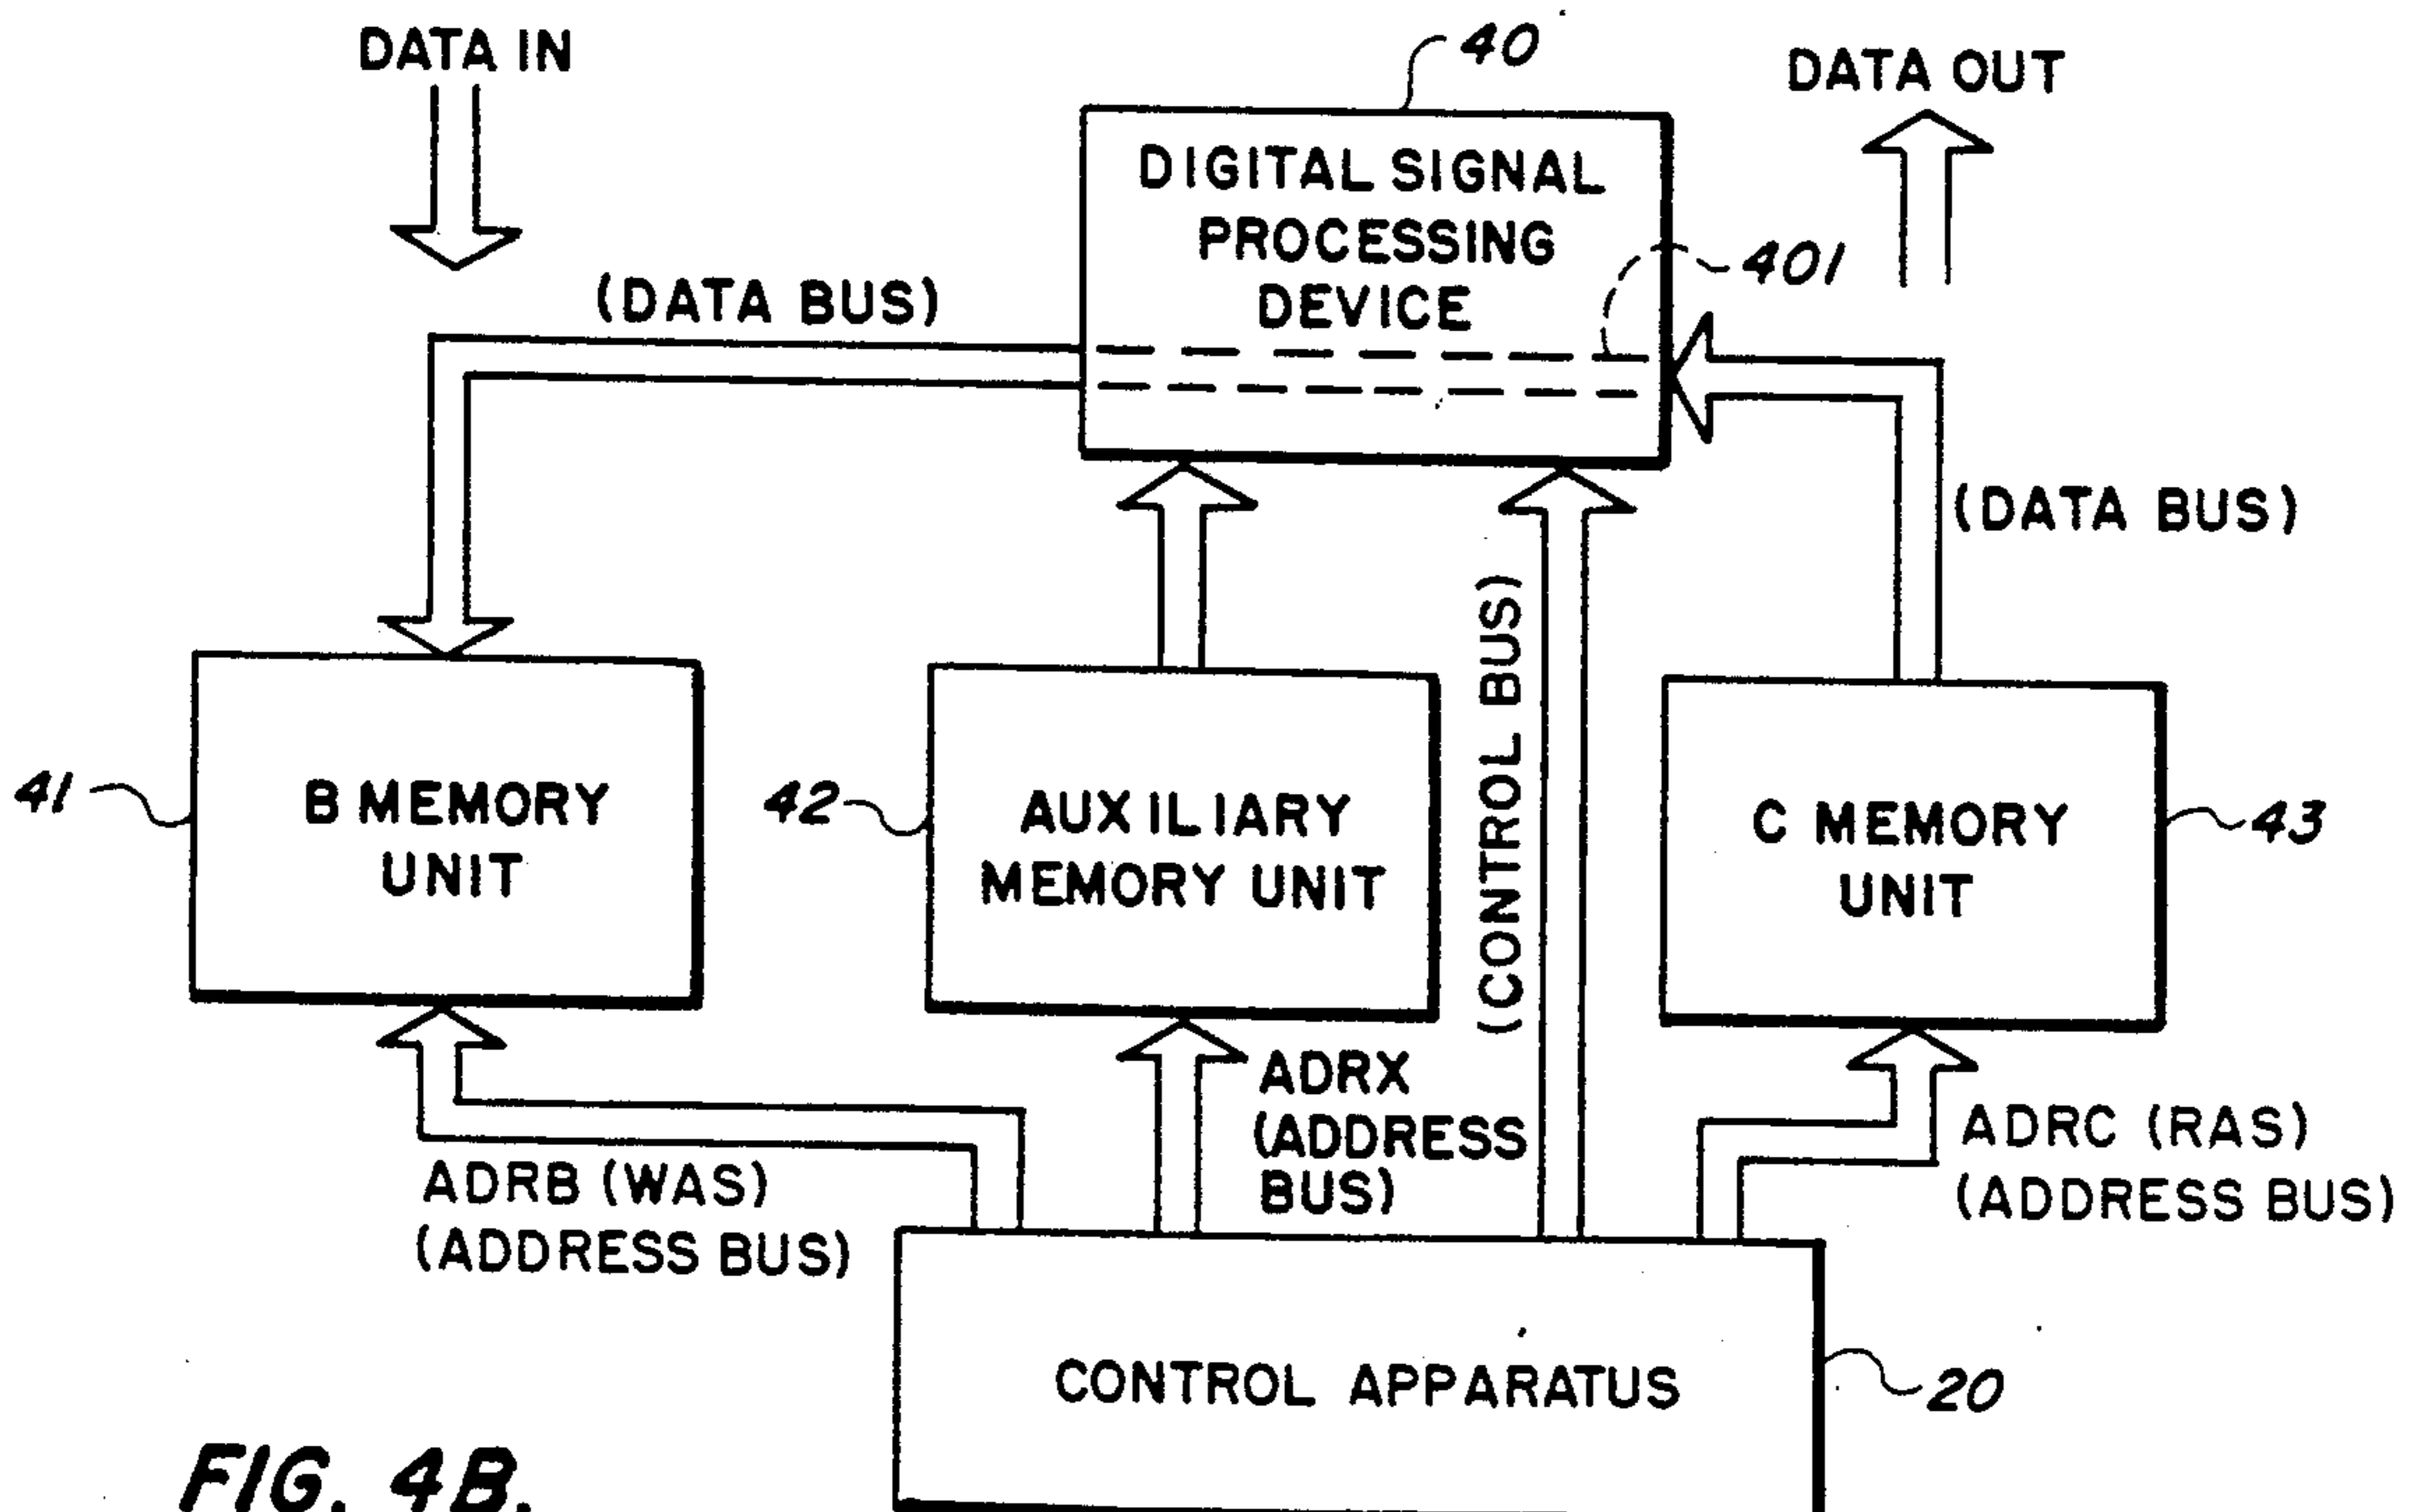 DATA IN
40
DATA OUT
DIGITAL SIGNAL
PROCESSING
DEVICE
401
(DATA BUS)
(DATA BUS)
(CONTROL BUS)
41
B MEMORY
UNIT
42
AUXILIARY
MEMORY UNIT
C MEMORY
UNIT
43
ADRX
(ADDRESS
BUS)
ADRB (WAS)
(ADDRESS BUS)
ADRC (RAS)
(ADDRESS BUS)
CONTROL APPARATUS
20
FIG. 4B.